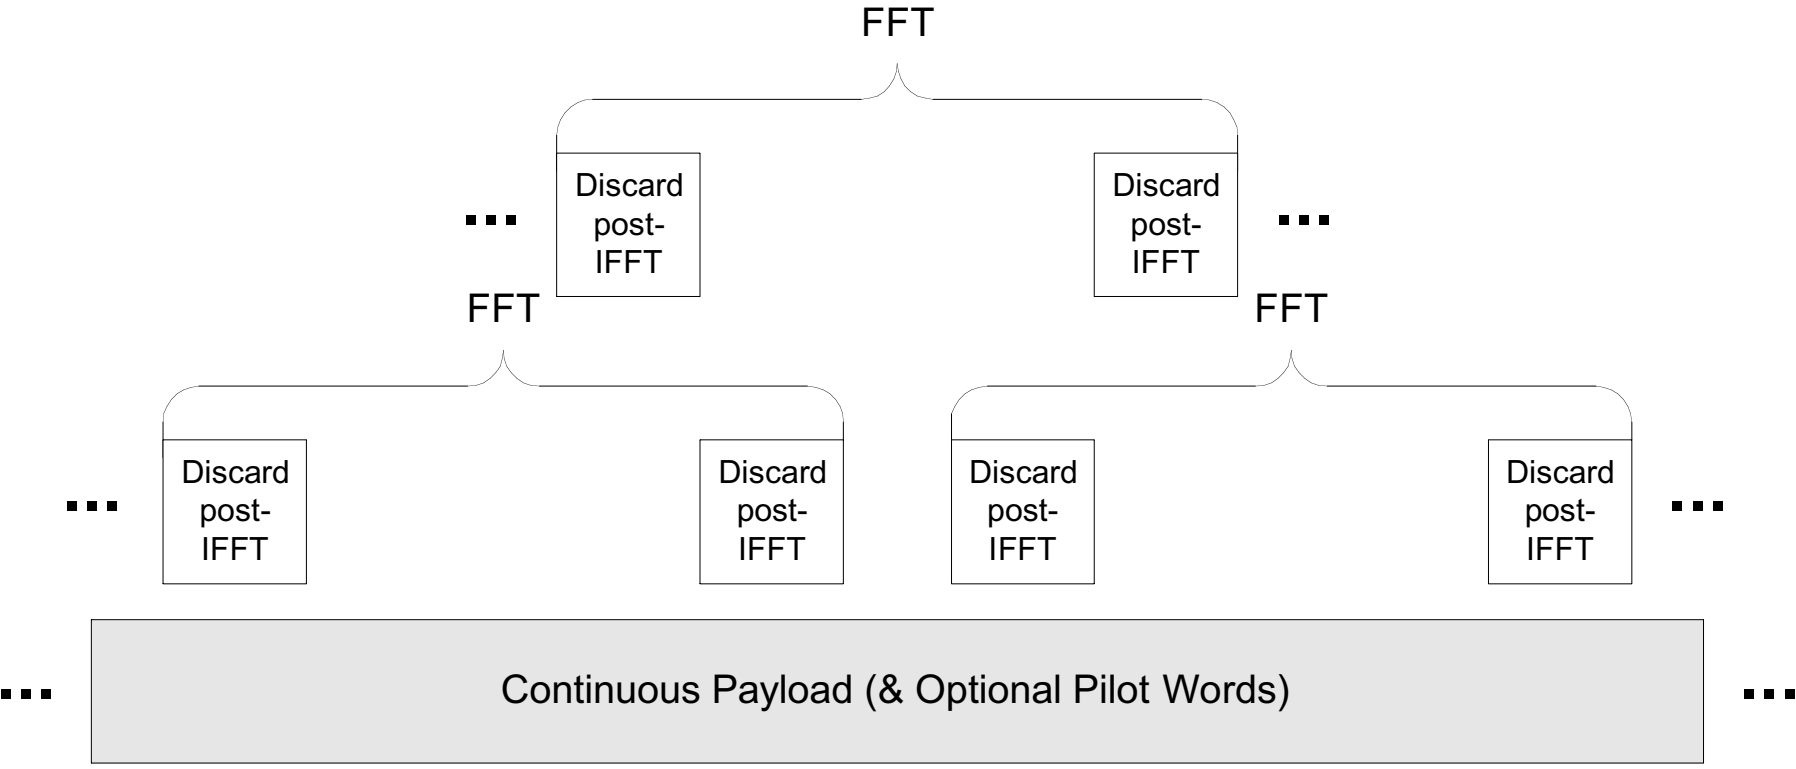 FFT
Discard
post-
IFFT
Discard
post-
IFFT
...
...
FFT
FFT
Discard
post-
IFFT
Discard
post-
IFFT
Discard
post-
IFFT
Discard
post-
IFFT
...
...
Continuous Payload (& Optional Pilot Words)
...
...